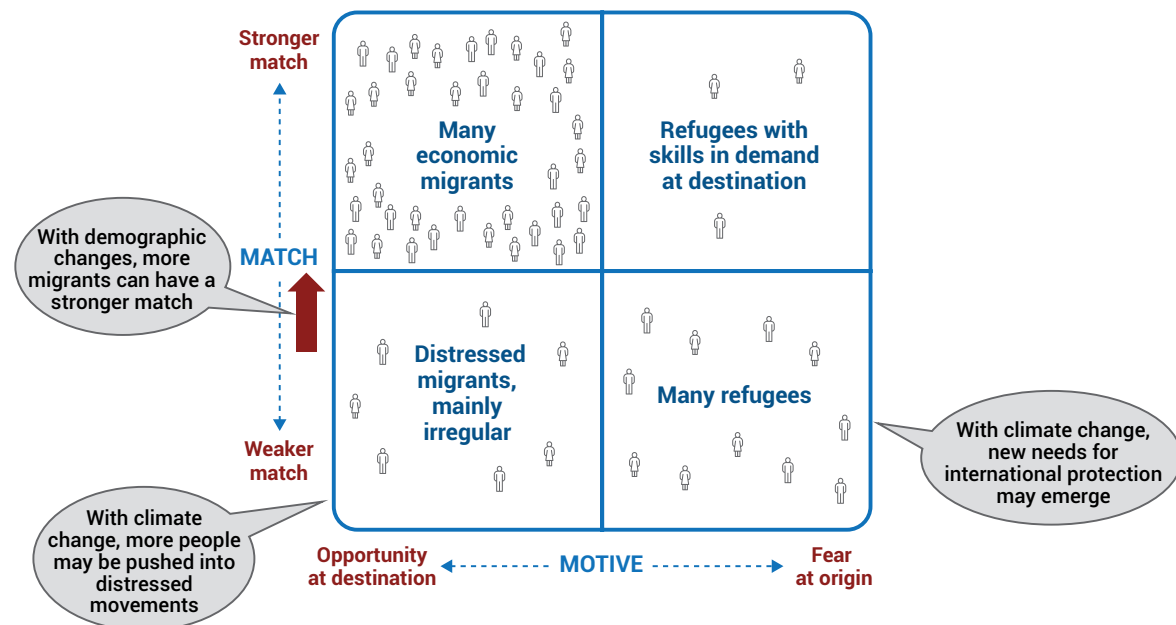 Stronger
match
Many
economic
migrants
Refugees with
skills in demand
at destination
With demographic
changes, more
migrants can have a
stronger match
MATCH
Distressed
migrants,
mainly
irregular
Many refugees
Weaker
match
With climate change,
new needs for
international protection
may emerge
With climate
change, more people
may be pushed into
distressed
movements
Opportunity
at destination
MOTIVE
Fear
at origin